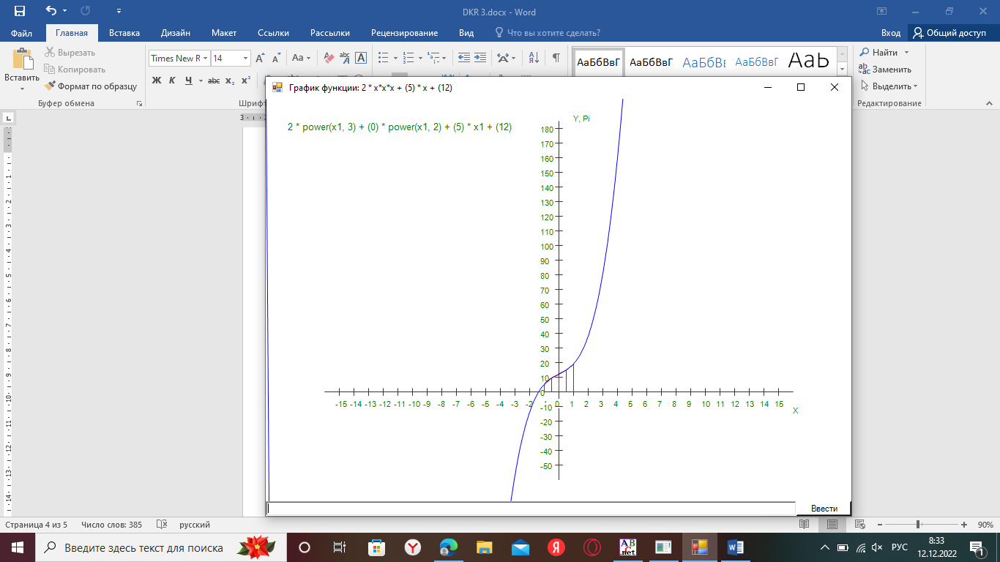 DKR 3.docx - Word
Файл Главная Вставка Дизайн Макет Ссылки Рассылки Рецензирование Вид Что вы хотите сделать? Вход Общий доступ
Вставить
Вырезать
Копировать
Формат по образцу
Буфер обмена
Times New R 14 Aa
Ж К Ч abc x₂ x²
Шрифт
АаБбВвГ АаБбВвГ АаБбВвГ АаБбВвГ АаЬ
Найти
Заменить
Выделить
Редактирование
График функции: 2 * x*x*x + (5) * x + (12)
2 * power(x1, 3) + (0) * power(x1, 2) + (5) * x1 + (12)
Y, Pi
180
170
160
150
140
130
120
110
100
90
80
70
60
50
40
30
20
10
0
-15 -14 -13 -12 -11 -10 -9 -8 -7 -6 -5 -4 -3 -2 0 1 2 3 4 5 6 7 8 9 10 11 12 13 14 15
X
-10
-20
-30
-40
-50
Ввести
Страница 4 из 5 Число слов: 385 русский 90%
Введите здесь текст для поиска
ABC .net
РУС
8:33
12.12.2022
1